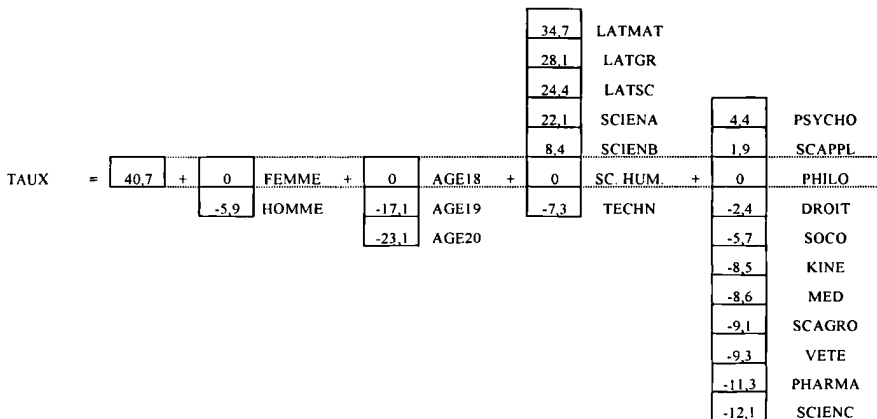 34,7 LATMAT
28,1 LATGR
24,4 LATSC
22,1 SCIENA 4,4 PSYCHO
8,4 SCIENB 1,9 SCAPPL
TAUX = 40,7 + 0 FEMME + 0 AGE18 + 0 SC. HUM. + 0 PHILO
-5,9 HOMME -17,1 AGE19 -7,3 TECHN -2,4 DROIT
-23,1 AGE20 -5,7 SOCO
-8,5 KINE
-8,6 MED
-9,1 SCAGRO
-9,3 VETE
-11,3 PHARMA
-12,1 SCIENC